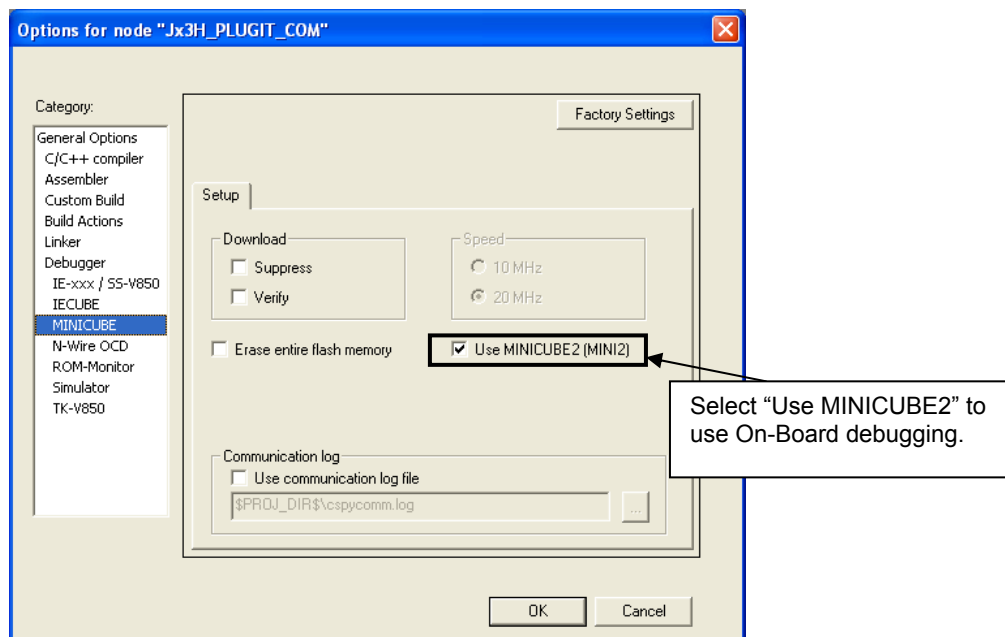 Options for node "Jx3H_PLUGIT_COM"
Category:
Factory Settings
General Options
C/C++ compiler
Assembler
Custom Build
Build Actions
Linker
Debugger
IE-xxx / SS-V850
IECUBE
MINICUBE
N-Wire OCD
ROM-Monitor
Simulator
TK-V850
Setup
Download
Suppress
Verify
Speed
10 MHz
20 MHz
Erase entire flash memory
Use MINICUBE2 (MINI2)
Select “Use MINICUBE2” to
use On-Board debugging.
Communication log
Use communication log file
$PROJ_DIR$\cspycomm.log
...
OK
Cancel